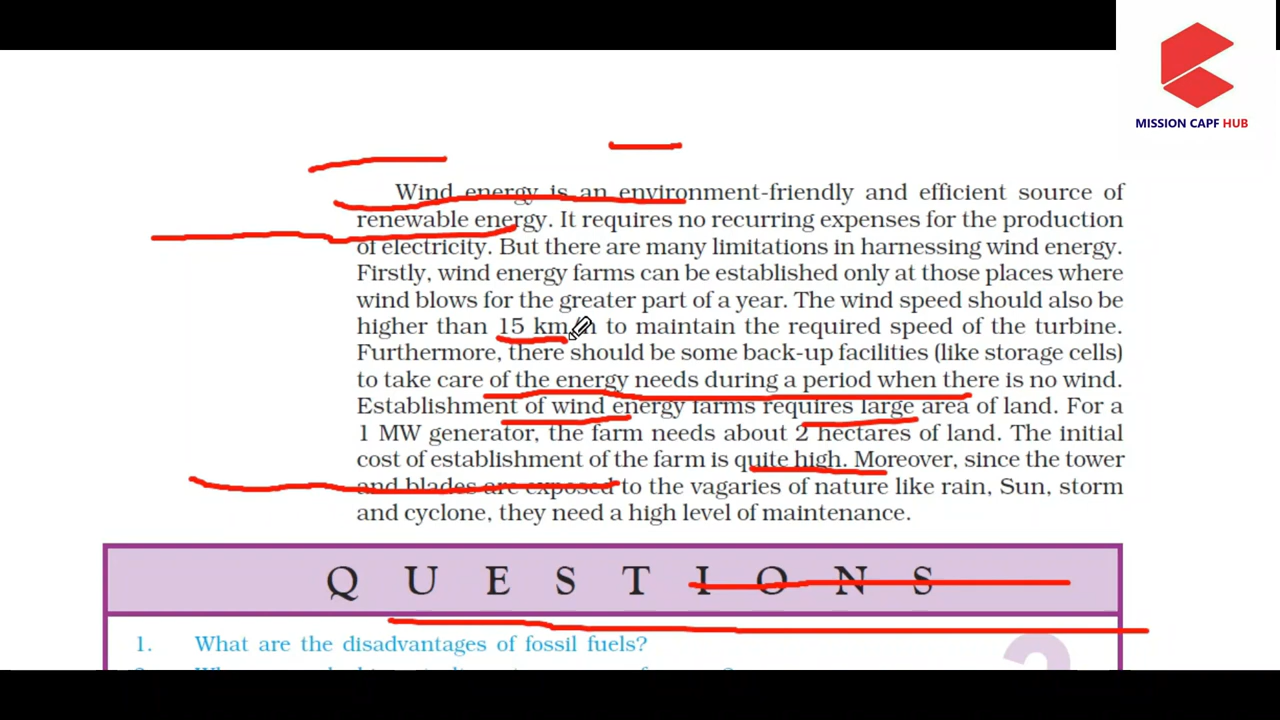 MISSION CAPF HUB
Wind energy is an environment-friendly and efficient source of
renewable energy. It requires no recurring expenses for the production
of electricity. But there are many limitations in harnessing wind energy.
Firstly, wind energy farms can be established only at those places where
wind blows for the greater part of a year. The wind speed should also be
higher than 15 km/h to maintain the required speed of the turbine.
Furthermore, there should be some back-up facilities (like storage cells)
to take care of the energy needs during a period when there is no wind.
Establishment of wind energy farms requires large area of land. For a
1 MW generator, the farm needs about 2 hectares of land. The initial
cost of establishment of the farm is quite high. Moreover, since the tower
and blades are exposed to the vagaries of nature like rain, Sun, storm
and cyclone, they need a high level of maintenance.
QUESTIONS
1. What are the disadvantages of fossil fuels?